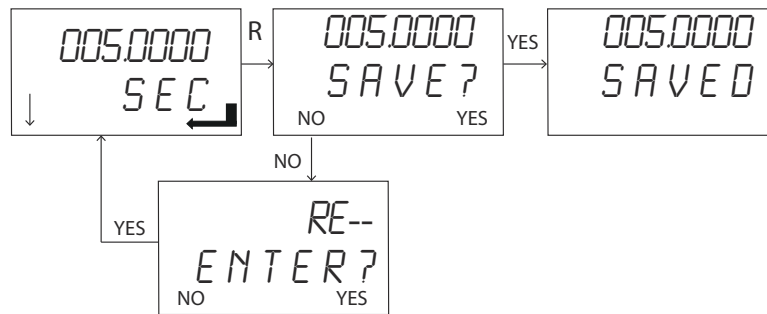 005.0000
SEC
R
005.0000
SAVE?
NO YES
YES
005.0000
SAVED
NO
YES
RE--
ENTER?
NO YES